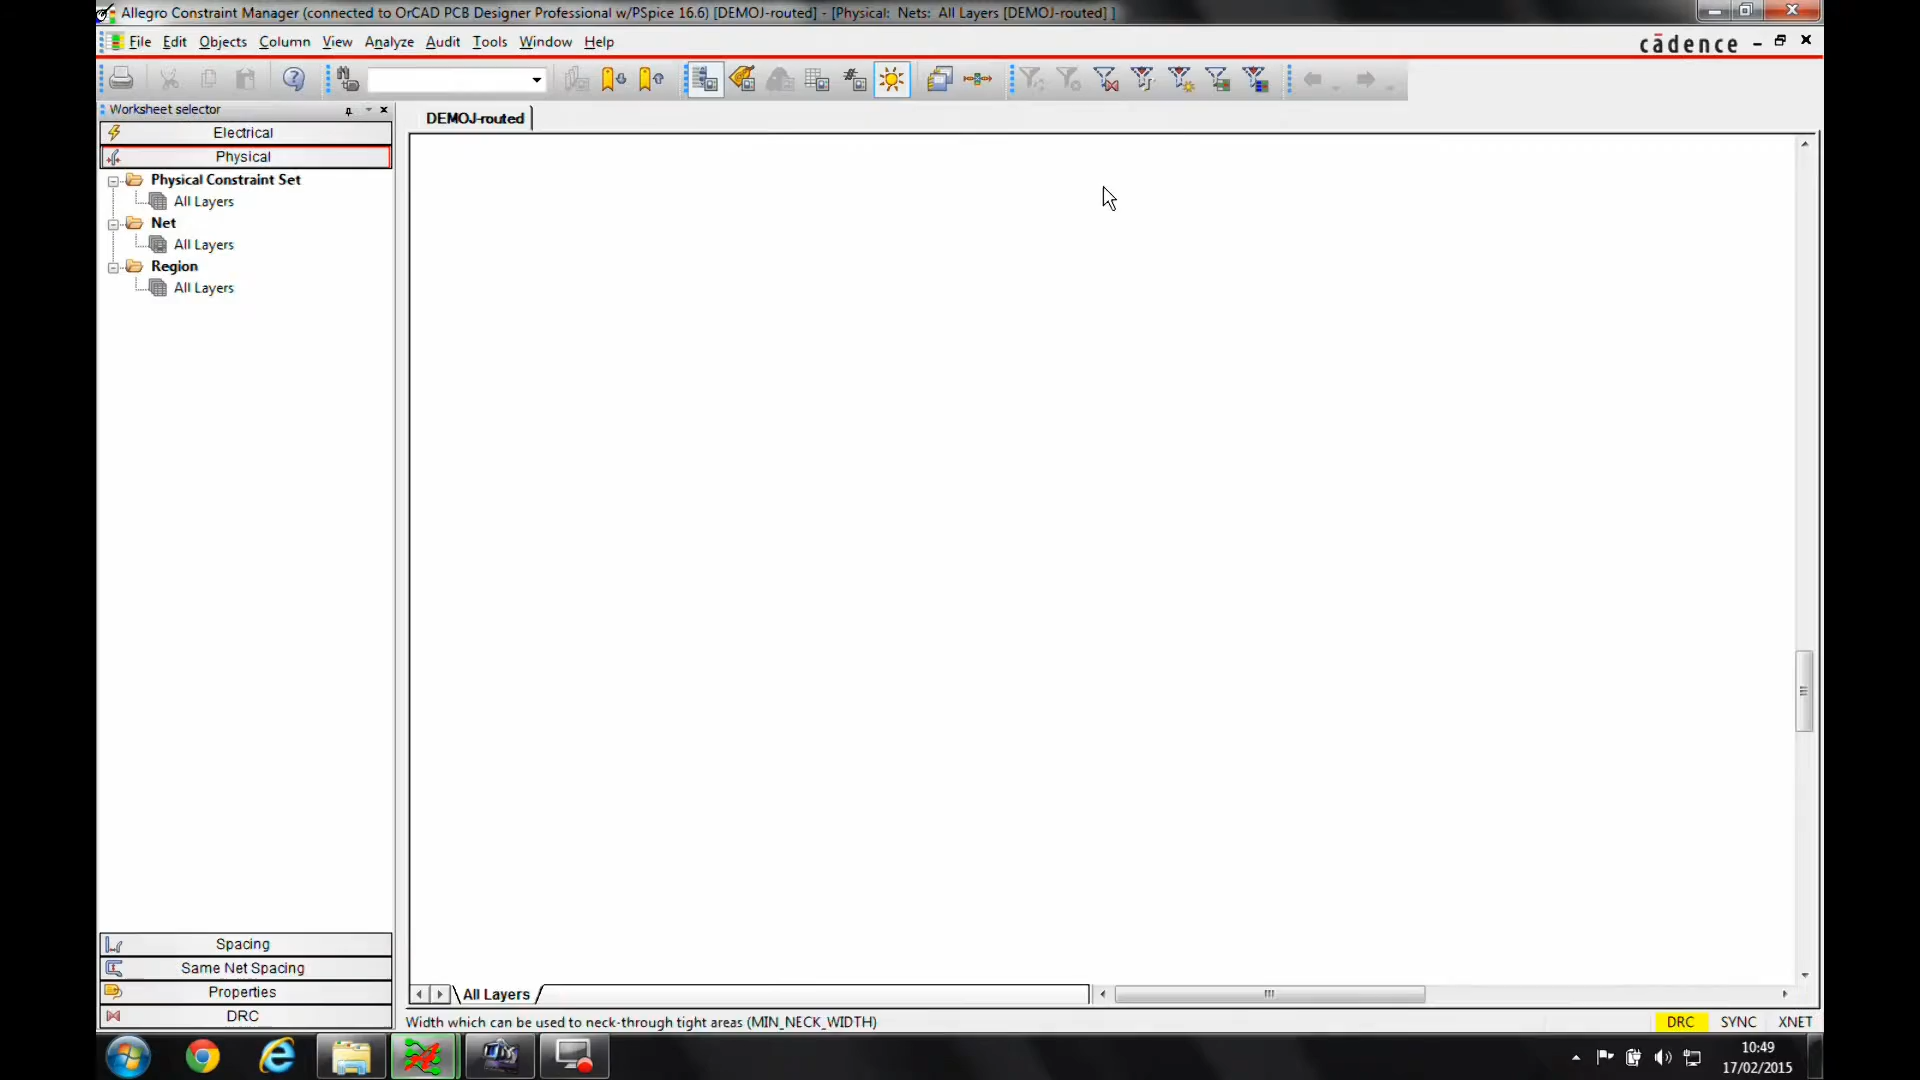 Allegro Constraint Manager (connected to OrCAD PCB Designer Professional w/PSpice 16.6) [DEMOJ-routed] - [Physical: Nets: All Layers [DEMOJ-routed] ]
File Edit Objects Column View Analyze Audit Tools Window Help
cādence
Worksheet selector
DEMOJ-routed
Electrical
Physical
Physical Constraint Set
All Layers
Net
All Layers
Region
All Layers
Spacing
Same Net Spacing
Properties
DRC
All Layers
Width which can be used to neck-through tight areas (MIN_NECK_WIDTH)
DRC SYNC XNET
10:49
17/02/2015